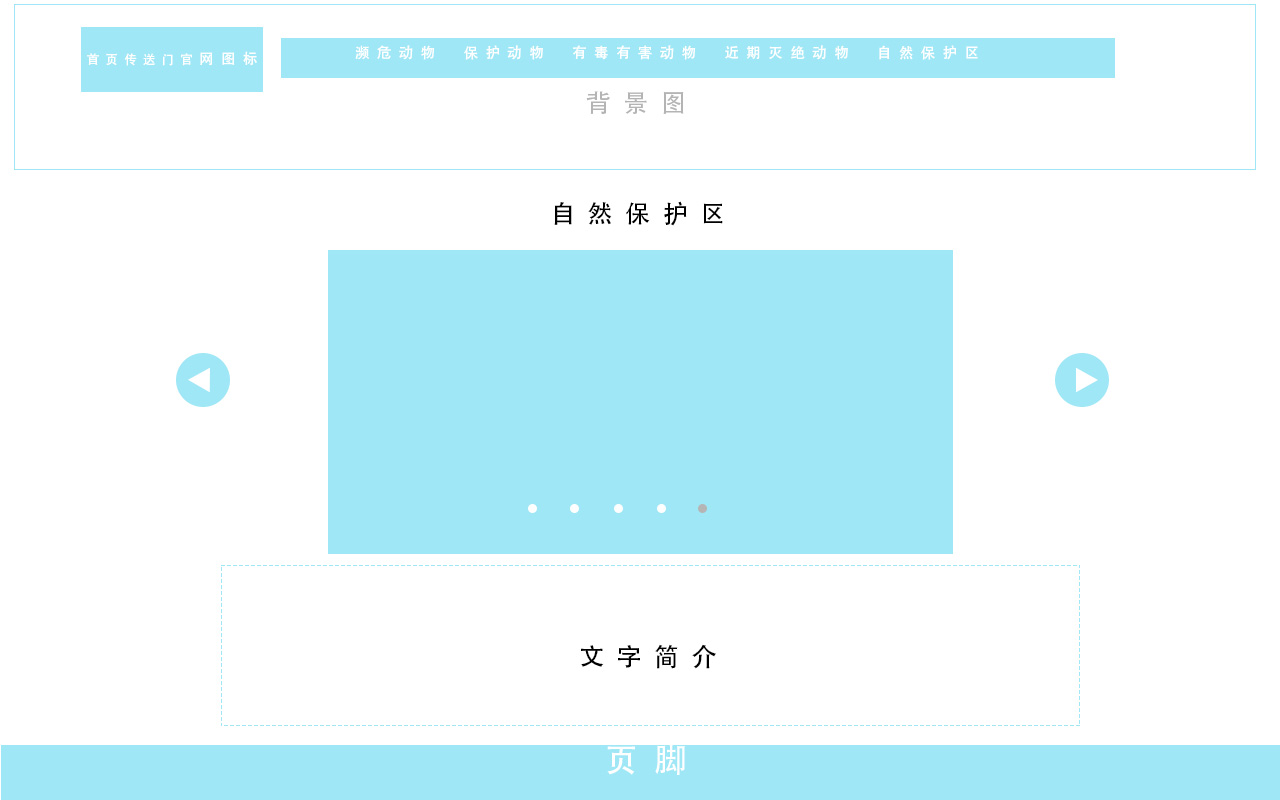 首页传送门官网图标
濒危动物 保护动物 有毒有害动物 近期灭绝动物 自然保护区
背景图
自然保护区
文字简介
页脚